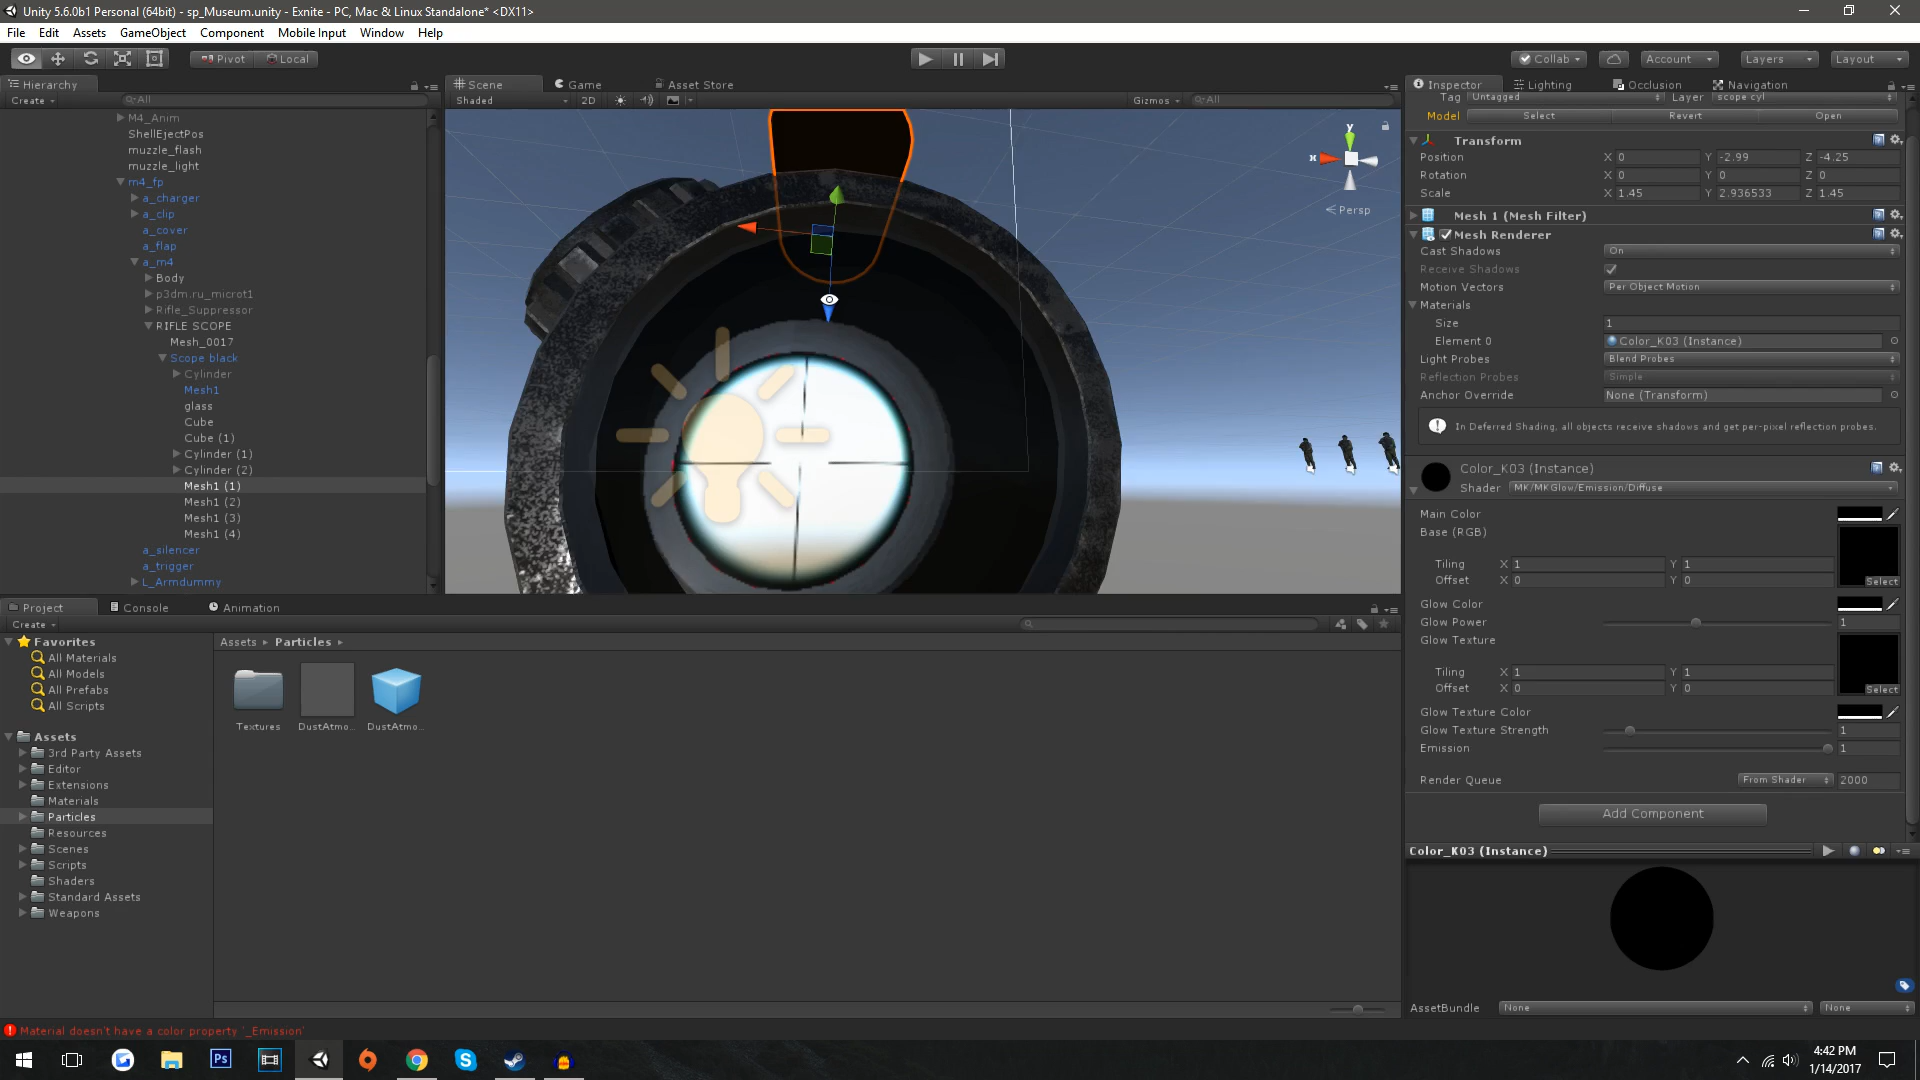 Unity 5.6.0b1 Personal (64bit) - sp_Museum.unity - Exnite - PC, Mac & Linux Standalone* <DX11>
File Edit Assets GameObject Component Mobile Input Window Help
Pivot Local Collab Account Layers Layout
Hierarchy
Create All
M4_Anim
ShellEjectPos
muzzle_flash
muzzle_light
m4_fp
a_charger
a_clip
a_cover
a_flap
a_m4
Body
p3dm.ru_microt1
Rifle_Suppressor
RIFLE SCOPE
Mesh_0017
Scope black
Cylinder
Mesh1
glass
Cube
Cube (1)
Cylinder (1)
Cylinder (2)
Mesh1 (1)
Mesh1 (2)
Mesh1 (3)
Mesh1 (4)
a_silencer
a_trigger
L_Armdummy
Scene Game Asset Store
Shaded 2D Gizmos All
y
x
Persp
Inspector Lighting Occlusion Navigation
Tag Untagged Layer scope cyl
Model Select Revert Open
Transform
Position X 0 Y -2.99 Z -4.25
Rotation X 0 Y 0 Z 0
Scale X 1.45 Y 2.936533 Z 1.45
Mesh 1 (Mesh Filter)
Mesh Renderer
Cast Shadows On
Receive Shadows
Motion Vectors Per Object Motion
Materials
Size 1
Element 0 Color_K03 (Instance)
Light Probes Blend Probes
Reflection Probes Simple
Anchor Override None (Transform)
In Deferred Shading, all objects receive shadows and get per-pixel reflection probes.
Color_K03 (Instance)
Shader MK/MKGlow/Emission/Diffuse
Main Color
Base (RGB)
Tiling X 1 Y 1
Offset X 0 Y 0
Select
Glow Color
Glow Power 1
Glow Texture
Tiling X 1 Y 1
Offset X 0 Y 0
Select
Glow Texture Color
Glow Texture Strength 1
Emission 1
Render Queue From Shader 2000
Add Component
Color_K03 (Instance)
AssetBundle None None
Project Console Animation
Create
Favorites
All Materials
All Models
All Prefabs
All Scripts
Assets
3rd Party Assets
Editor
Extensions
Materials
Particles
Resources
Scenes
Scripts
Shaders
Standard Assets
Weapons
Assets Particles
Textures DustAtmo... DustAtmo...
Material doesn't have a color property '_Emission'
Ps
4:42 PM
1/14/2017